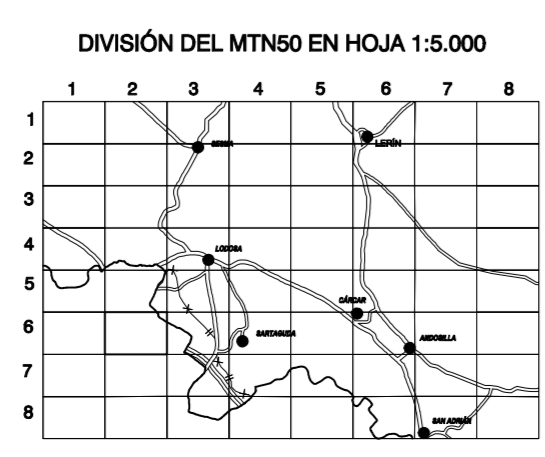 DIVISIÓN DEL MTN50 EN HOJA 1:5.000
1 2 3 4 5 6 7 8
1
LERÍN
SESMA
2
3
4
LODOSA
5
CÁRCAR
6
SARTAGUDA
ANDOSILLA
7
8
SAN ADRIÁN